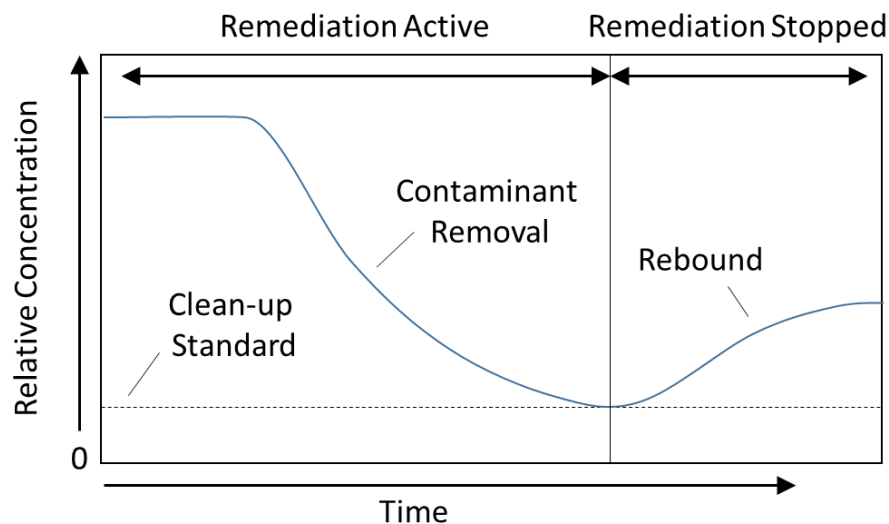 Remediation Active
Remediation Stopped
Relative Concentration
Contaminant
Removal
Rebound
Clean-up
Standard
0
Time